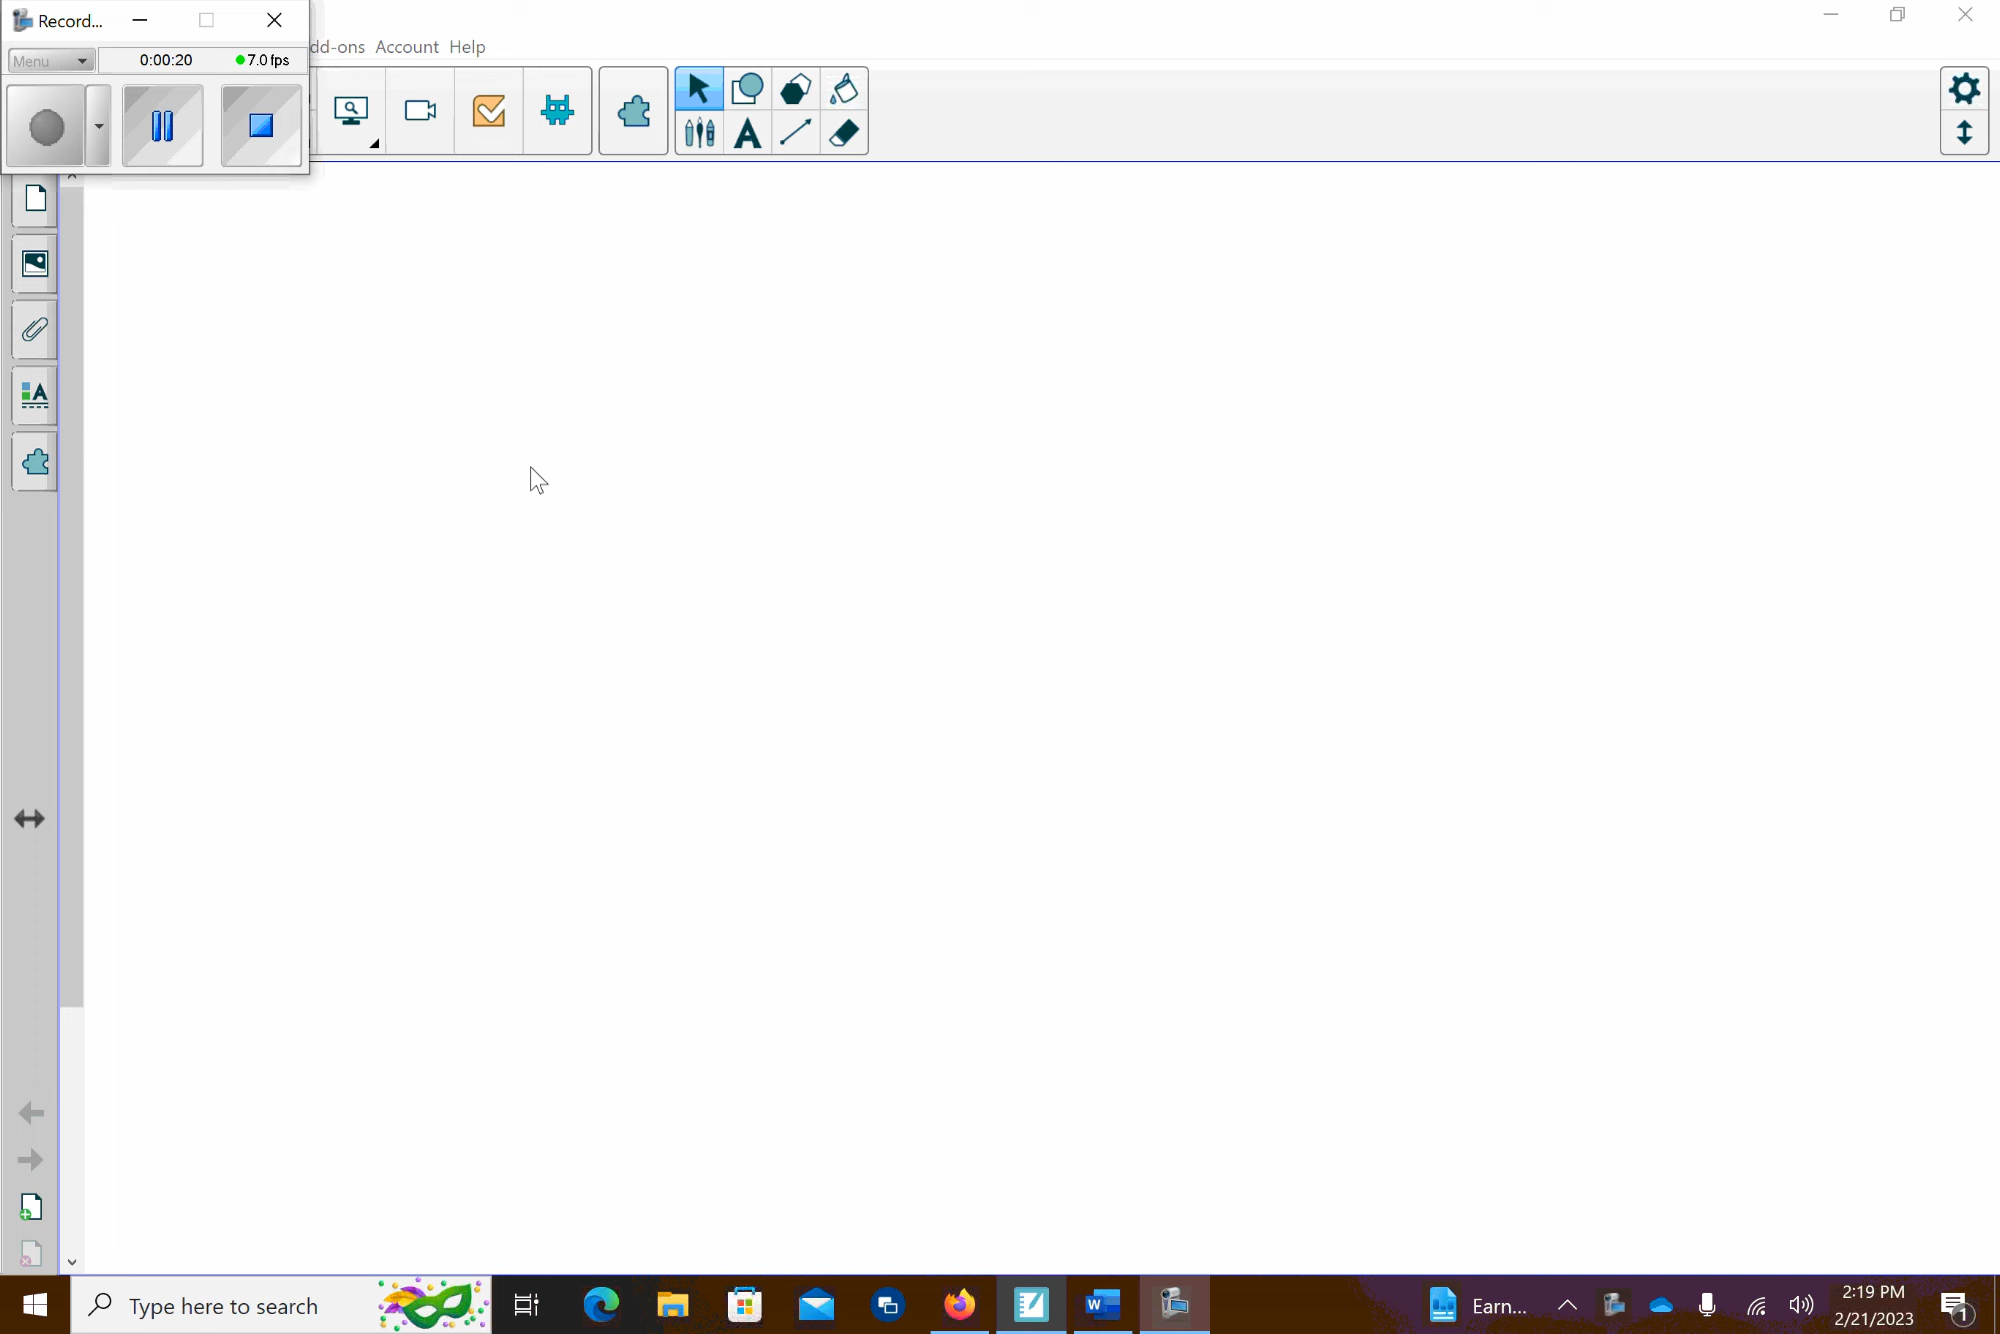 Record...
Menu 0:00:20 7.0 fps
dd-ons Account Help
A
A
Type here to search
W
Earn...
2:19 PM
2/21/2023
1